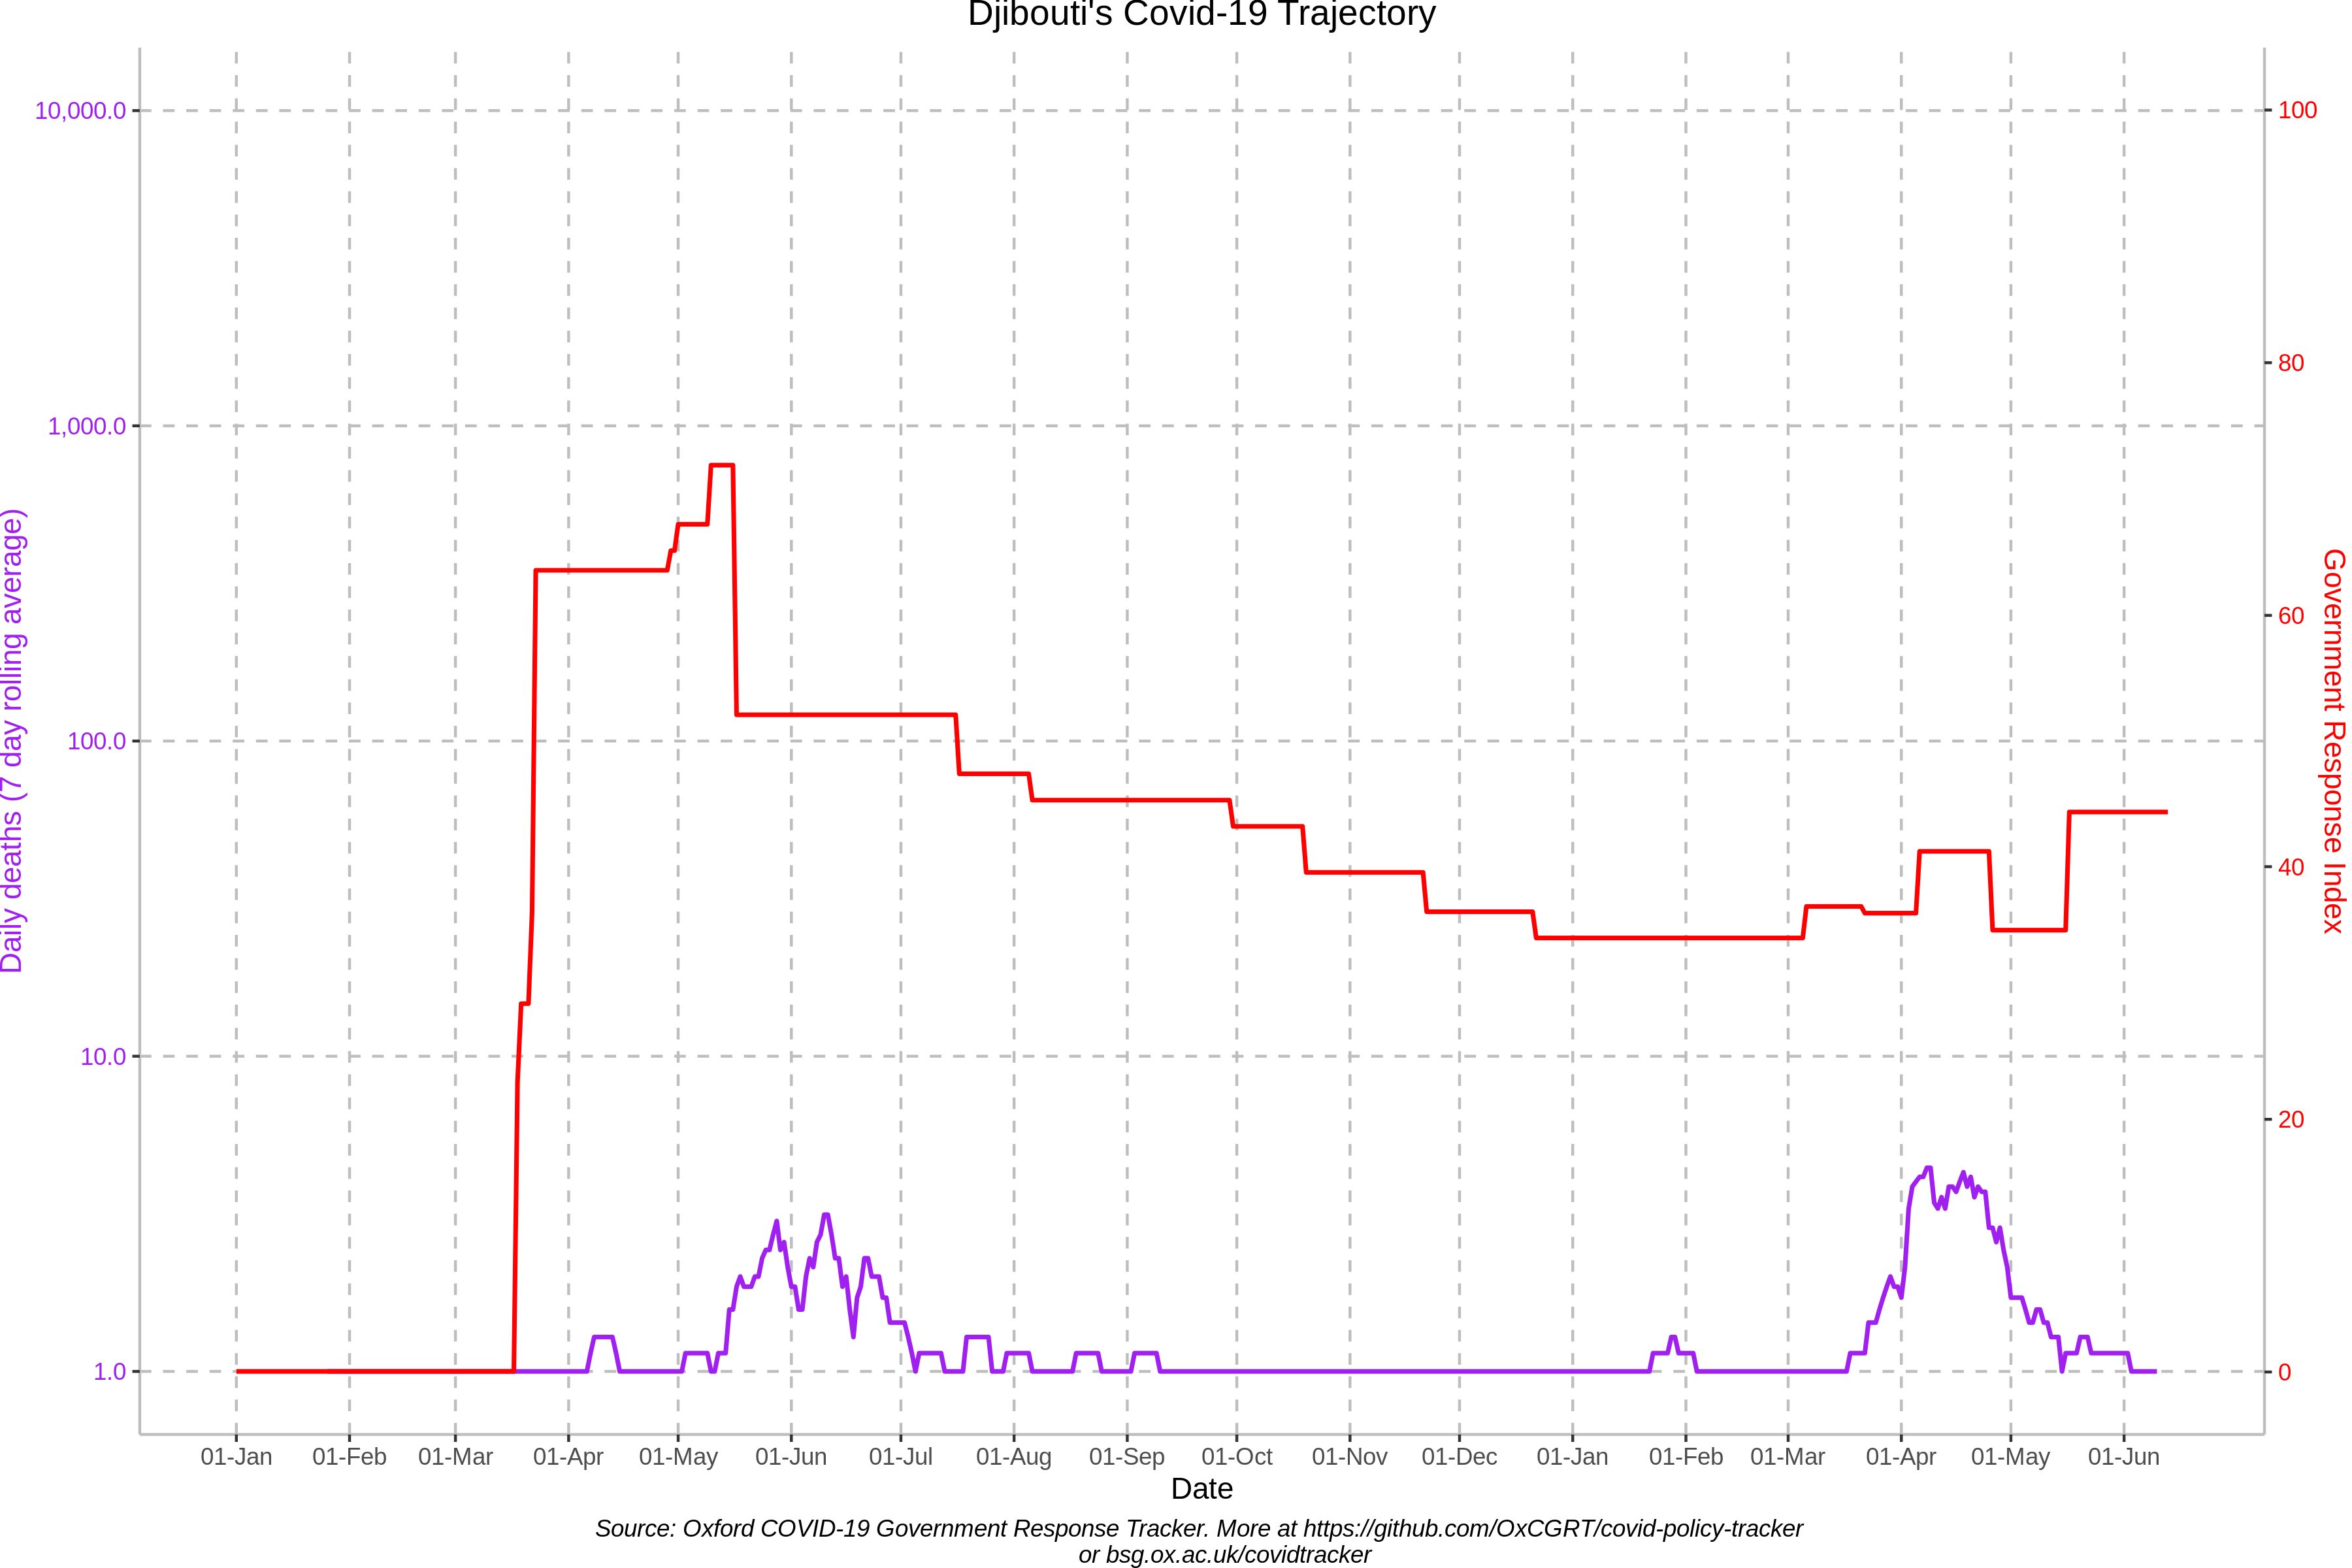 Djibouti's Covid-19 Trajectory
10,000.0
1,000.0
100.0
10.0
1.0
Daily deaths (7 day rolling average)
100
80
60
40
20
0
Government Response Index
01-Jan 01-Feb 01-Mar 01-Apr 01-May 01-Jun 01-Jul 01-Aug 01-Sep 01-Oct 01-Nov 01-Dec 01-Jan 01-Feb 01-Mar 01-Apr 01-May 01-Jun
Date
Source: Oxford COVID-19 Government Response Tracker. More at https://github.com/OxCGRT/covid-policy-tracker
or bsg.ox.ac.uk/covidtracker